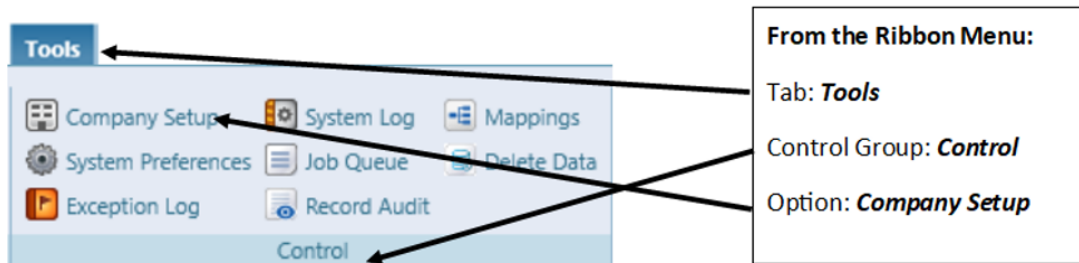 Tools
Company Setup System Log Mappings
System Preferences Job Queue Delete Data
Exception Log Record Audit
Control
From the Ribbon Menu:
Tab: Tools
Control Group: Control
Option: Company Setup